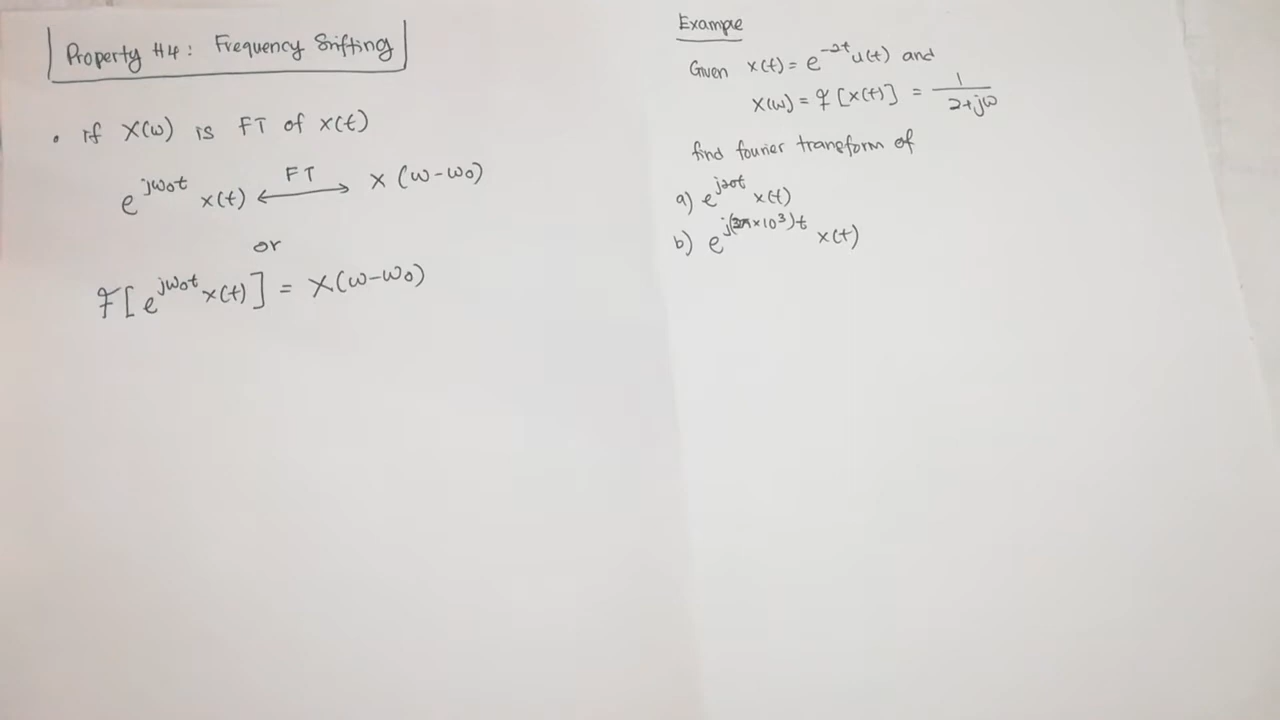 Property #4: Frequency Shifting
• If X(ω) is FT of x(t)
e^{jω₀t} x(t) ⟷ X(ω-ω₀)
FT
or
ℱ[e^{jω₀t} x(t)] = X(ω-ω₀)
Example
Given x(t) = e^{-2t} u(t) and
X(ω) = ℱ[x(t)] = 1/(2+jω)
find fourier transform of
a) e^{j20t} x(t)
b) e^{j(2π×10³)t} x(t)